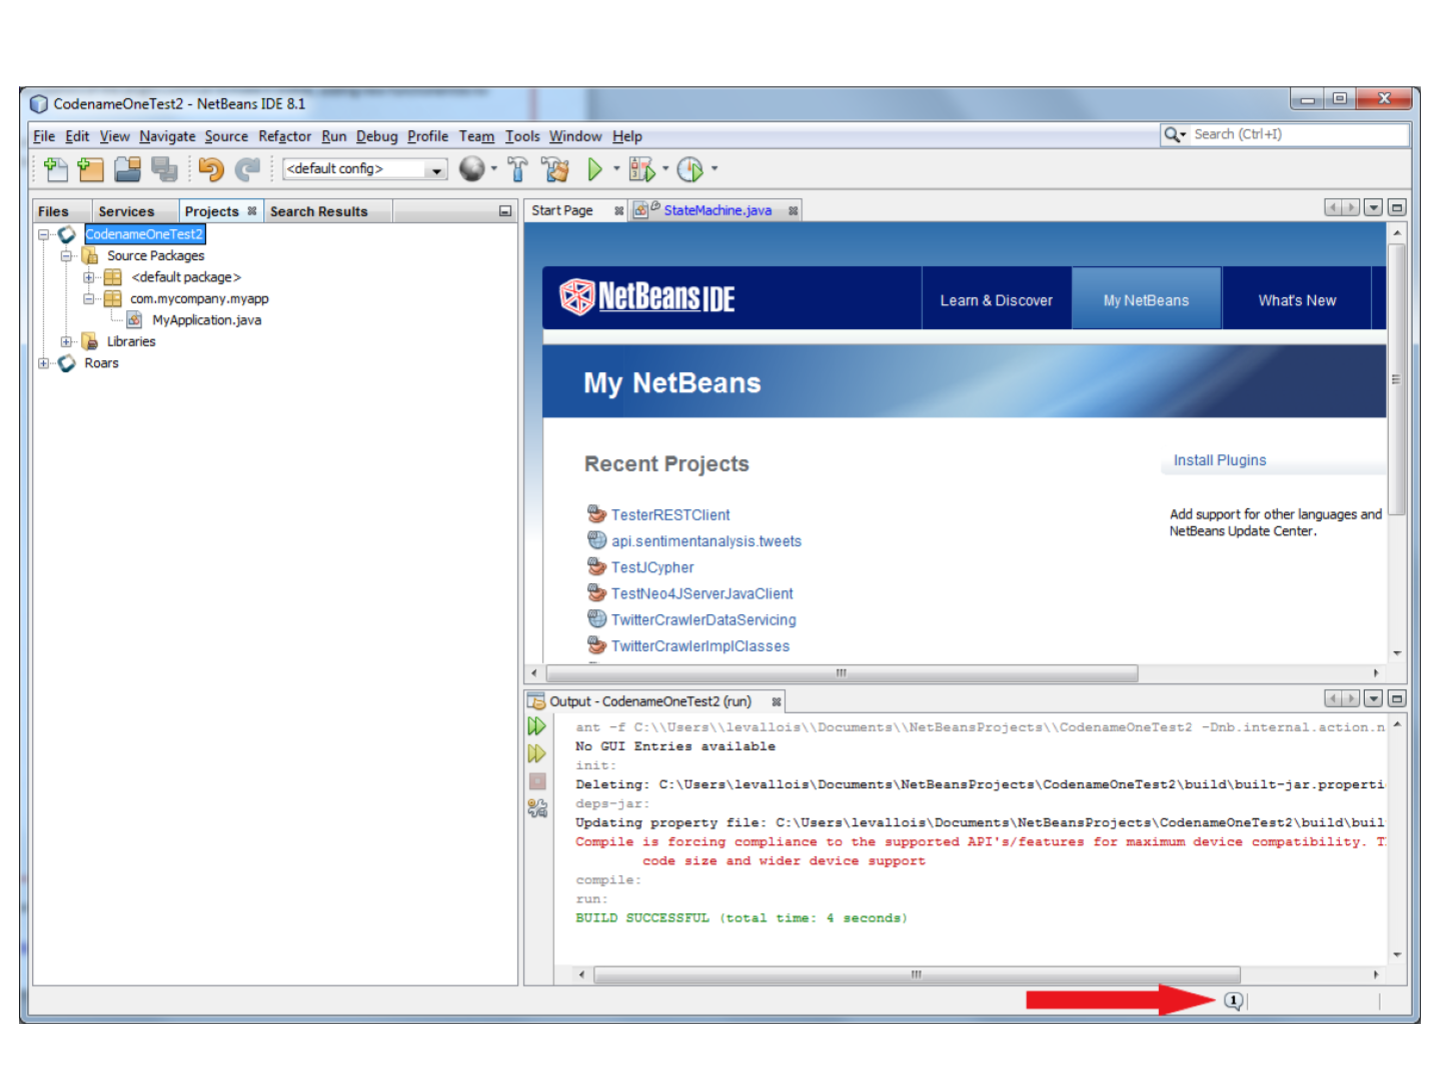 CodenameOneTest2 - NetBeans IDE 8.1
File Edit View Navigate Source Refactor Run Debug Profile Team Tools Window Help
Search (Ctrl+I)
<default config>
Files Services Projects Search Results
Start Page StateMachine.java
CodenameOneTest2
Source Packages
<default package>
com.mycompany.myapp
MyApplication.java
Libraries
Roars
NetBeans IDE
Learn & Discover
My NetBeans
What's New
My NetBeans
Recent Projects
Install Plugins
TesterRESTClient
api.sentimentanalysis.tweets
TestJCypher
TestNeo4JServerJavaClient
TwitterCrawlerDataServicing
TwitterCrawlerImplClasses
Add support for other languages and
NetBeans Update Center.
Output - CodenameOneTest2 (run)
ant -f C:\\Users\\levallois\\Documents\\NetBeansProjects\\CodenameOneTest2 -Dnb.internal.action.n
No GUI Entries available
init:
Deleting: C:\Users\levallois\Documents\NetBeansProjects\CodenameOneTest2\build\built-jar.properti
deps-jar:
Updating property file: C:\Users\levallois\Documents\NetBeansProjects\CodenameOneTest2\build\buil
Compile is forcing compliance to the supported API's/features for maximum device compatibility. T
code size and wider device support
compile:
run:
BUILD SUCCESSFUL (total time: 4 seconds)
1